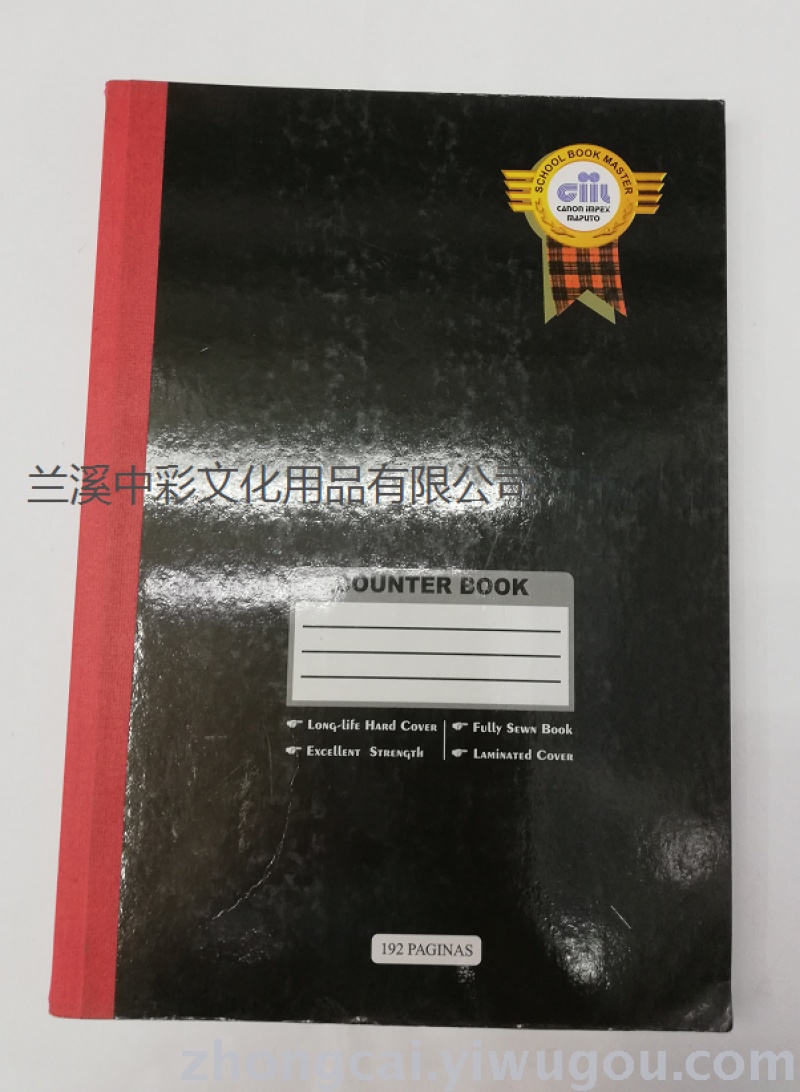 SCHOOL BOOK MASTER
GiiL
CANON IMPEX
MAPUTO
兰溪中彩文化用品有限公司
COUNTER BOOK
Long-life Hard Cover
Fully Sewn Book
Excellent Strength
Laminated Cover
192 PAGINAS
zhongcai.yiwugou.com